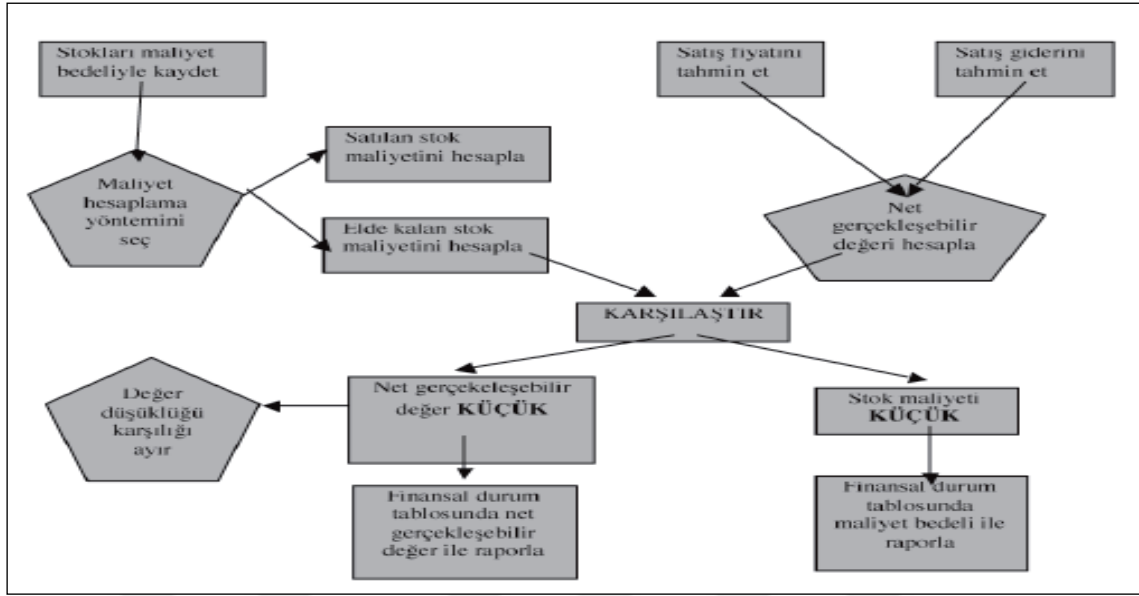 Stokları maliyet
bedeliyle kaydet
Satış fiyatını
tahmin et
Satış giderini
tahmin et
Satılan stok
maliyetini hesapla
Maliyet
hesaplama
yöntemini
seç
Elde kalan stok
maliyetini hesapla
Net
gerçekleşebilir
değeri hesapla
KARŞILAŞTIR
Değer
düşüklüğü
karşılığı
ayır
Net gerçekeleşebilir
değer KÜÇÜK
Stok maliyeti
KÜÇÜK
Finansal durum
tablosunda net
gerçekleşebilir
değer ile raporla
Finansal durum
tablosunda
maliyet bedeli ile
raporla